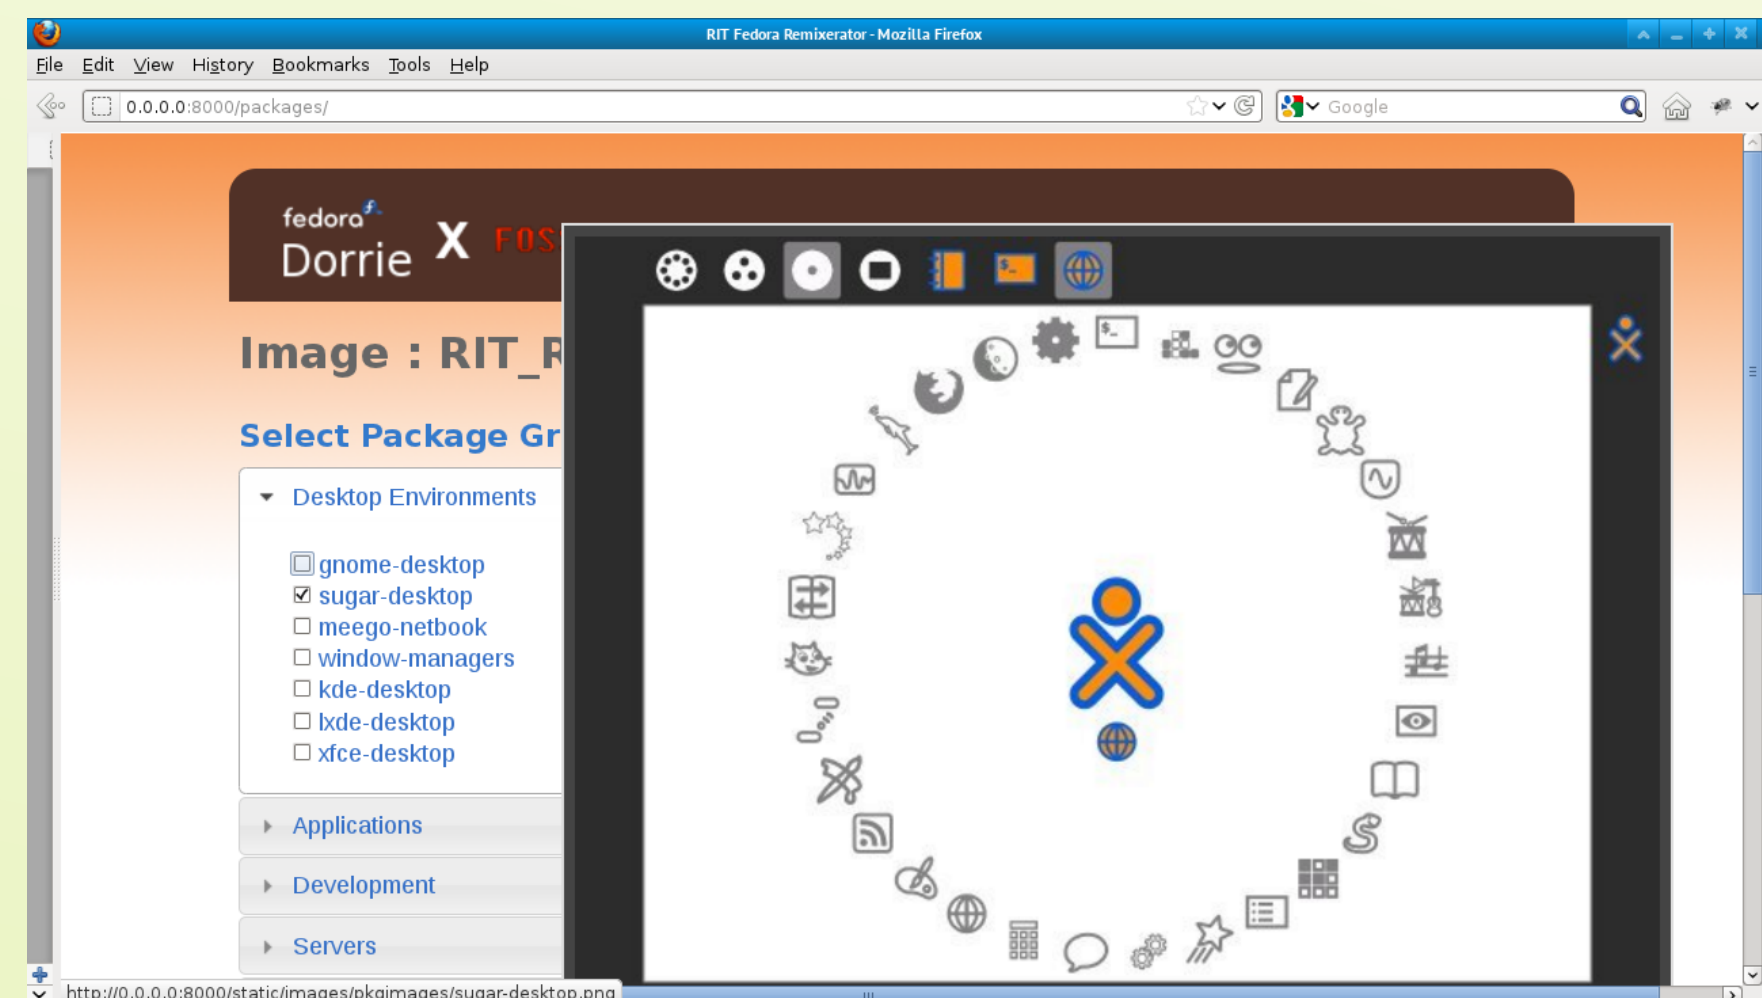 RIT Fedora Remixerator - Mozilla Firefox
File Edit View History Bookmarks Tools Help
0.0.0.0:8000/packages/
Google
fedora
Dorrie X FOS
Image : RIT_R
Select Package Gr
Desktop Environments
gnome-desktop
sugar-desktop
meego-netbook
window-managers
kde-desktop
lxde-desktop
xfce-desktop
Applications
Development
Servers
http://0.0.0.0:8000/static/images/pkgimages/sugar-desktop.png